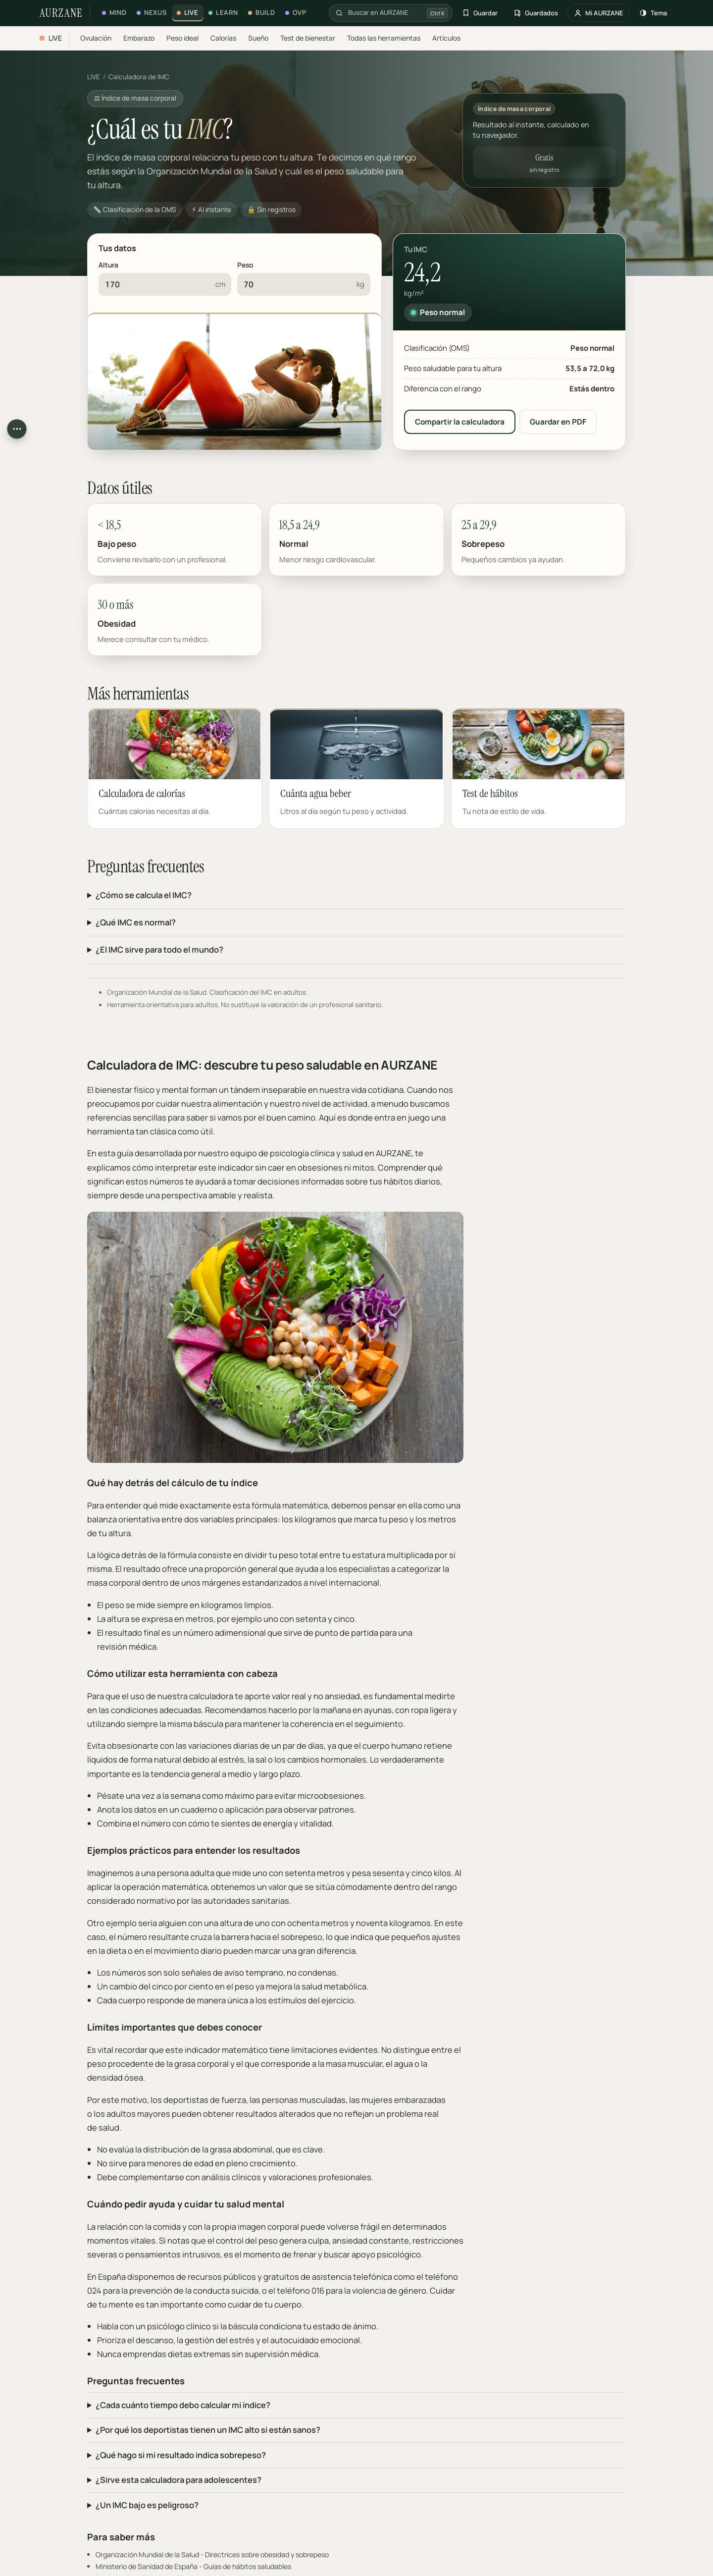 AURZANE
MIND NEXUS LIVE LEARN BUILD OVP
Buscar en AURZANE Ctrl K
Guardar Guardados Mi AURZANE Tema
LIVE Ovulación Embarazo Peso ideal Calorías Sueño Test de bienestar Todas las herramientas Artículos
LIVE / Calculadora de IMC
Índice de masa corporal
¿Cuál es tu IMC?
El índice de masa corporal relaciona tu peso con tu altura. Te decimos en qué rango
estás según la Organización Mundial de la Salud y cuál es el peso saludable para
tu altura.
Clasificación de la OMS Al instante Sin registros
Índice de masa corporal
Resultado al instante, calculado en
tu navegador.
Gratis
sin registro
Tus datos
Altura Peso
170 cm 70 kg
Tu IMC
24,2
kg/m²
Peso normal
Clasificación (OMS) Peso normal
Peso saludable para tu altura 53,5 a 72,0 kg
Diferencia con el rango Estás dentro
Compartir la calculadora Guardar en PDF
Datos útiles
< 18,5
Bajo peso
Conviene revisarlo con un profesional.
18,5 a 24,9
Normal
Menor riesgo cardiovascular.
25 a 29,9
Sobrepeso
Pequeños cambios ya ayudan.
30 o más
Obesidad
Merece consultar con tu médico.
Más herramientas
Calculadora de calorías
Cuántas calorías necesitas al día.
Cuánta agua beber
Litros al día según tu peso y actividad.
Test de hábitos
Tu nota de estilo de vida.
Preguntas frecuentes
¿Cómo se calcula el IMC?
¿Qué IMC es normal?
¿El IMC sirve para todo el mundo?
Organización Mundial de la Salud. Clasificación del IMC en adultos.
Herramienta orientativa para adultos. No sustituye la valoración de un profesional sanitario.
Calculadora de IMC: descubre tu peso saludable en AURZANE
El bienestar físico y mental forman un tándem inseparable en nuestra vida cotidiana. Cuando nos
preocupamos por cuidar nuestra alimentación y nuestro nivel de actividad, a menudo buscamos
referencias sencillas para saber si vamos por el buen camino. Aquí es donde entra en juego una
herramienta tan clásica como útil.
En esta guía desarrollada por nuestro equipo de psicología clínica y salud en AURZANE, te
explicamos cómo interpretar este indicador sin caer en obsesiones ni mitos. Comprender qué
significan estos números te ayudará a tomar decisiones informadas sobre tus hábitos diarios,
siempre desde una perspectiva amable y realista.
Qué hay detrás del cálculo de tu índice
Para entender qué mide exactamente esta fórmula matemática, debemos pensar en ella como una
balanza orientativa entre dos variables principales: los kilogramos que marca tu peso y los metros
de tu altura.
La lógica detrás de la fórmula consiste en dividir tu peso total entre tu estatura multiplicada por sí
misma. El resultado ofrece una proporción general que ayuda a los especialistas a categorizar la
masa corporal dentro de unos márgenes estandarizados a nivel internacional.
El peso se mide siempre en kilogramos limpios.
La altura se expresa en metros, por ejemplo uno con setenta y cinco.
El resultado final es un número adimensional que sirve de punto de partida para una
revisión médica.
Cómo utilizar esta herramienta con cabeza
Para que el uso de nuestra calculadora te aporte valor real y no ansiedad, es fundamental medirte
en las condiciones adecuadas. Recomendamos hacerlo por la mañana en ayunas, con ropa ligera y
utilizando siempre la misma báscula para mantener la coherencia en el seguimiento.
Evita obsesionarte con las variaciones diarias de un par de días, ya que el cuerpo humano retiene
líquidos de forma natural debido al estrés, la sal o los cambios hormonales. Lo verdaderamente
importante es la tendencia general a medio y largo plazo.
Pésate una vez a la semana como máximo para evitar microobsesiones.
Anota los datos en un cuaderno o aplicación para observar patrones.
Combina el número con cómo te sientes de energía y vitalidad.
Ejemplos prácticos para entender los resultados
Imaginemos a una persona adulta que mide uno con setenta metros y pesa sesenta y cinco kilos. Al
aplicar la operación matemática, obtenemos un valor que se sitúa cómodamente dentro del rango
considerado normativo por las autoridades sanitarias.
Otro ejemplo sería alguien con una altura de uno con ochenta metros y noventa kilogramos. En este
caso, el número resultante cruza la barrera hacia el sobrepeso, lo que indica que pequeños ajustes
en la dieta o en el movimiento diario pueden marcar una gran diferencia.
Los números son solo señales de aviso temprano, no condenas.
Un cambio del cinco por ciento en el peso ya mejora la salud metabólica.
Cada cuerpo responde de manera única a los estímulos del ejercicio.
Límites importantes que debes conocer
Es vital recordar que este indicador matemático tiene limitaciones evidentes. No distingue entre el
peso procedente de la grasa corporal y el que corresponde a la masa muscular, el agua o la
densidad ósea.
Por este motivo, los deportistas de fuerza, las personas musculadas, las mujeres embarazadas
o los adultos mayores pueden obtener resultados alterados que no reflejan un problema real
de salud.
No evalúa la distribución de la grasa abdominal, que es clave.
No sirve para menores de edad en pleno crecimiento.
Debe complementarse con análisis clínicos y valoraciones profesionales.
Cuándo pedir ayuda y cuidar tu salud mental
La relación con la comida y con la propia imagen corporal puede volverse frágil en determinados
momentos vitales. Si notas que el control del peso genera culpa, ansiedad constante, restricciones
severas o pensamientos intrusivos, es el momento de frenar y buscar apoyo psicológico.
En España disponemos de recursos públicos y gratuitos de asistencia telefónica como el teléfono
024 para la prevención de la conducta suicida, o el teléfono 016 para la violencia de género. Cuidar
de tu mente es tan importante como cuidar de tu cuerpo.
Habla con un psicólogo clínico si la báscula condiciona tu estado de ánimo.
Prioriza el descanso, la gestión del estrés y el autocuidado emocional.
Nunca emprendas dietas extremas sin supervisión médica.
Preguntas frecuentes
¿Cada cuánto tiempo debo calcular mi índice?
¿Por qué los deportistas tienen un IMC alto si están sanos?
¿Qué hago si mi resultado indica sobrepeso?
¿Sirve esta calculadora para adolescentes?
¿Un IMC bajo es peligroso?
Para saber más
Organización Mundial de la Salud - Directrices sobre obesidad y sobrepeso
Ministerio de Sanidad de España - Guías de hábitos saludables